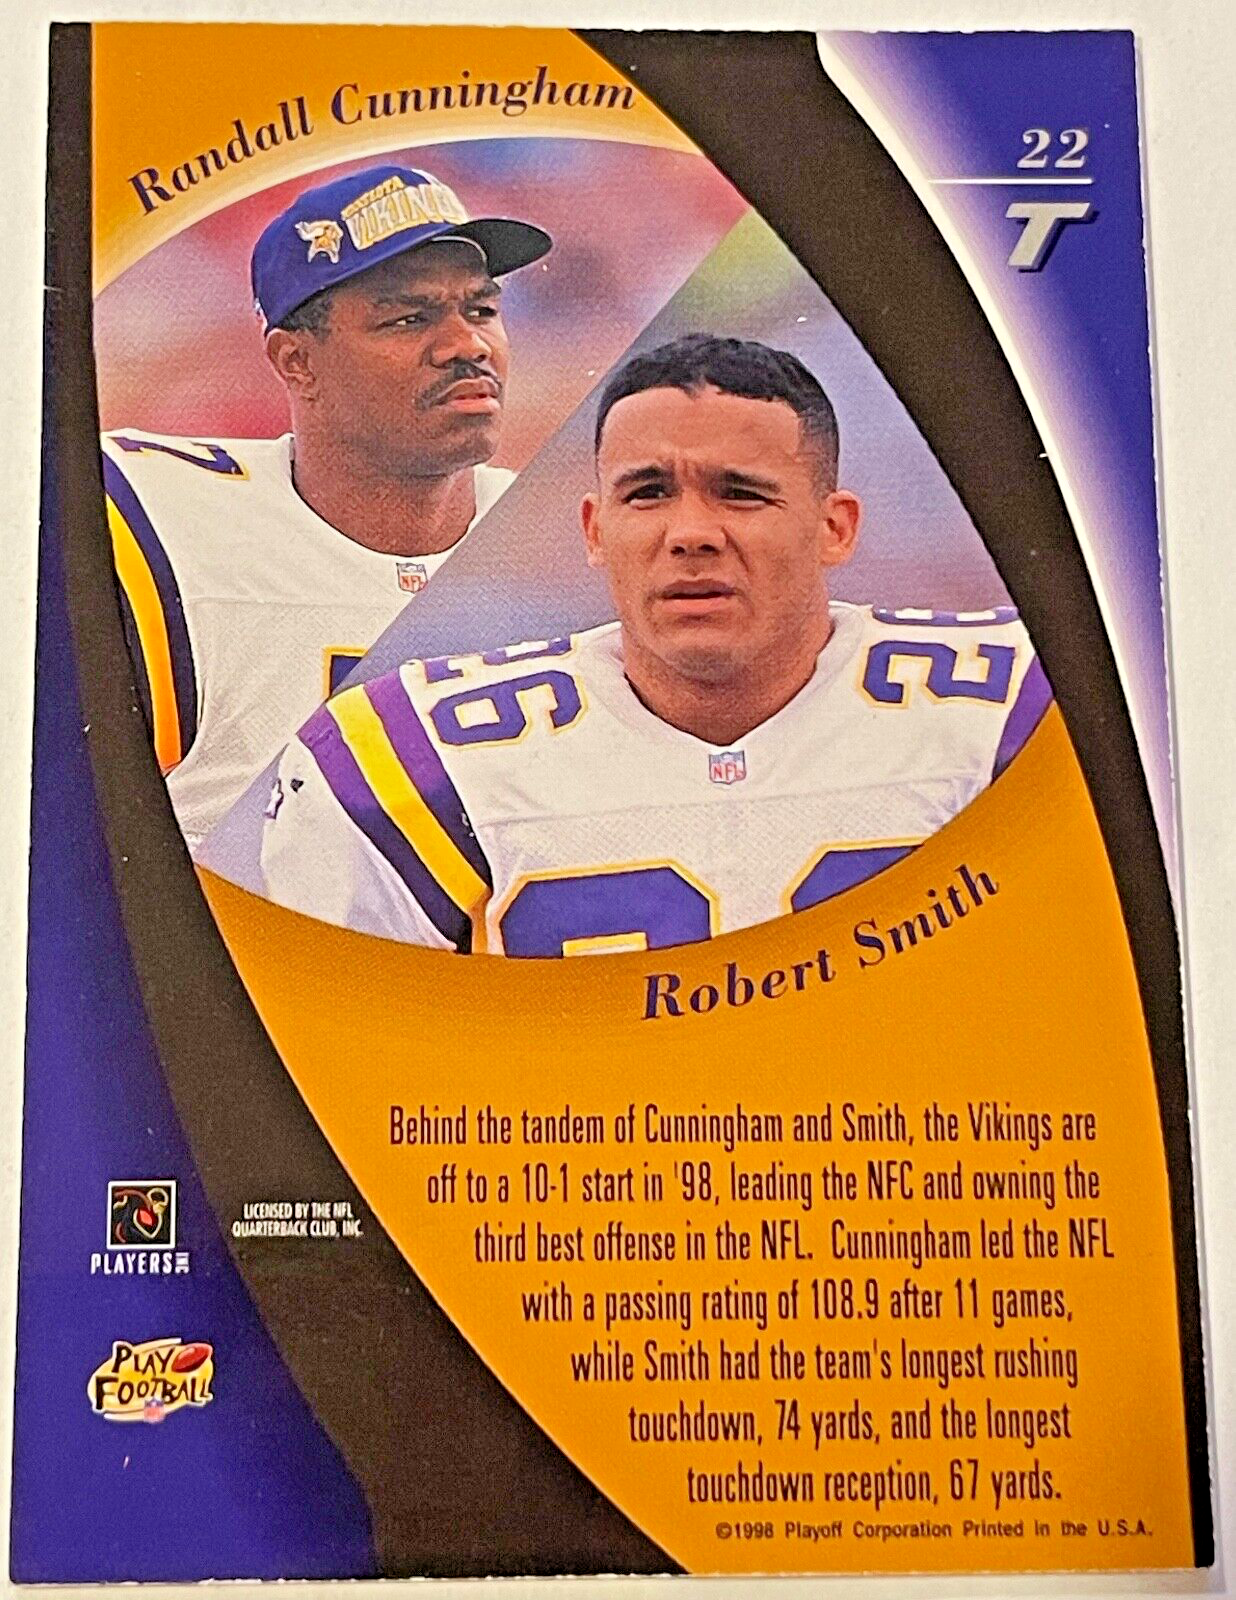 Randall Cunningham
22
T
MINNESOTA
VIKINGS
7
NFL
26
26
NFL
Robert Smith
Behind the tandem of Cunningham and Smith, the Vikings are
off to a 10-1 start in '98, leading the NFC and owning the
third best offense in the NFL. Cunningham led the NFL
with a passing rating of 108.9 after 11 games,
while Smith had the team's longest rushing
touchdown, 74 yards, and the longest
touchdown reception, 67 yards.
©1998 Playoff Corporation Printed in the U.S.A.
PLAYERS INC
LICENSED BY THE NFL
QUARTERBACK CLUB, INC.
PLAY
FOOTBALL